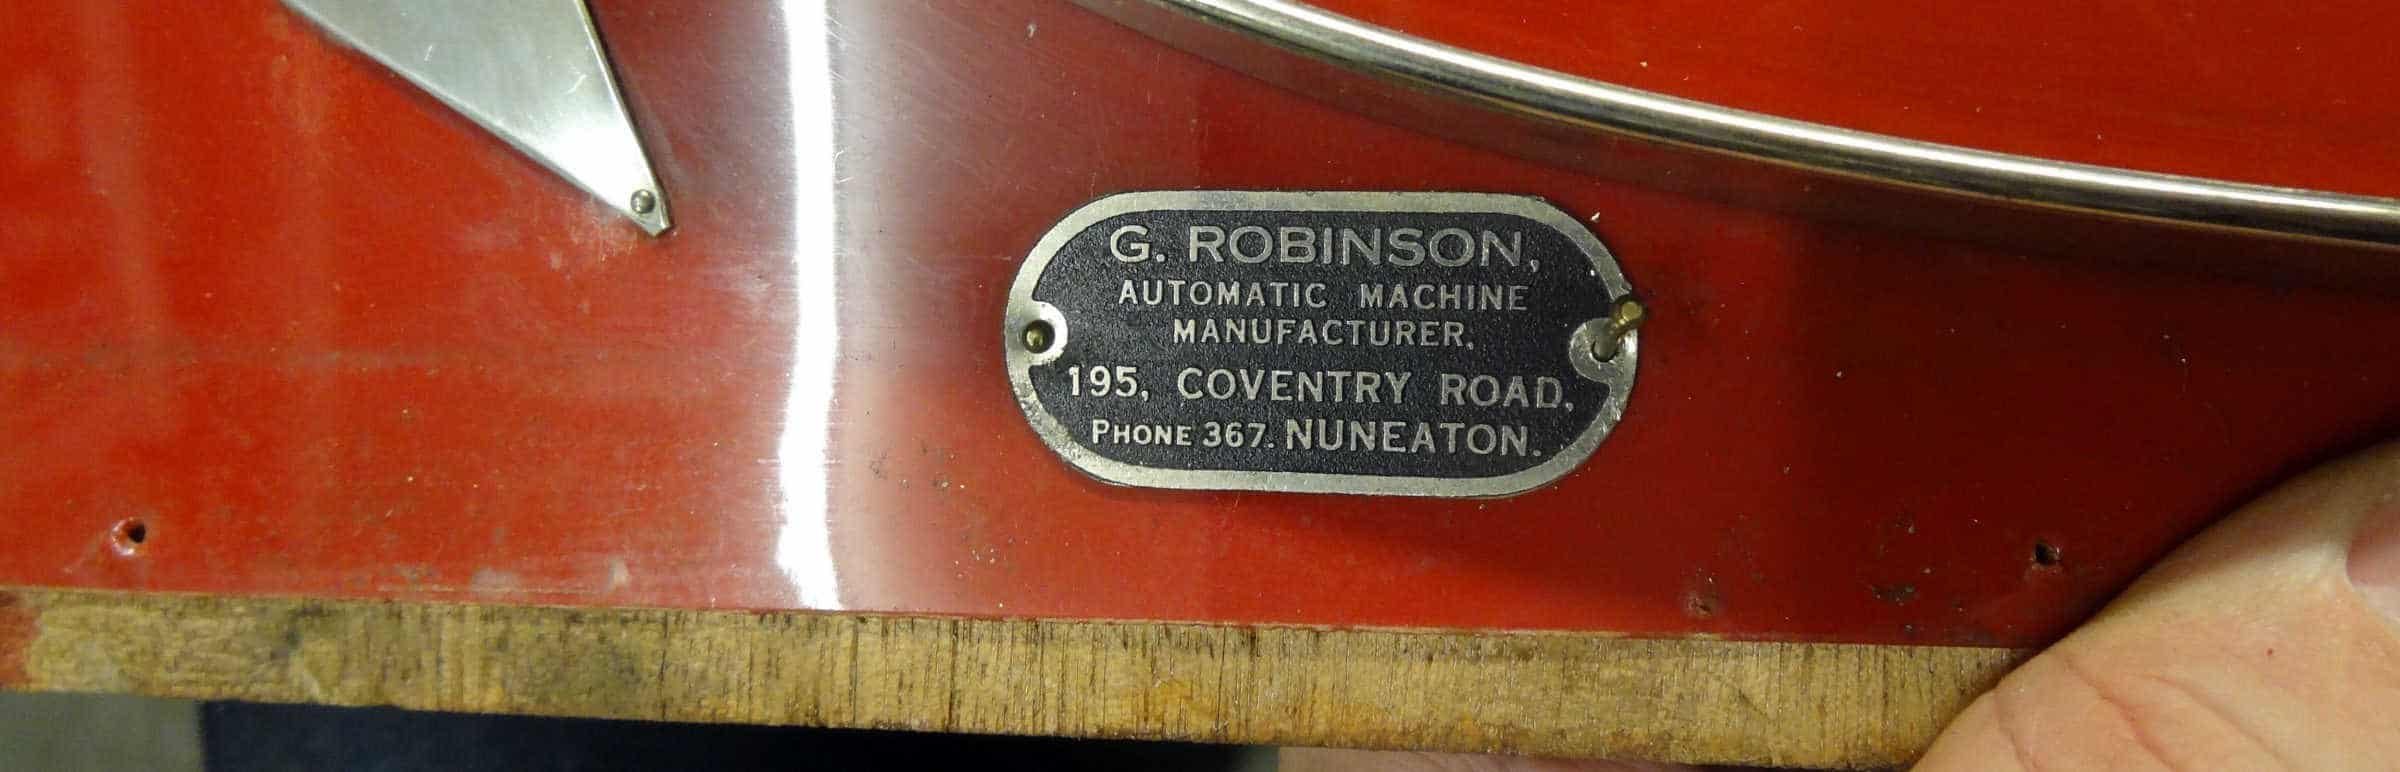 G. ROBINSON,
AUTOMATIC MACHINE
MANUFACTURER,
195, COVENTRY ROAD,
PHONE 367. NUNEATON.